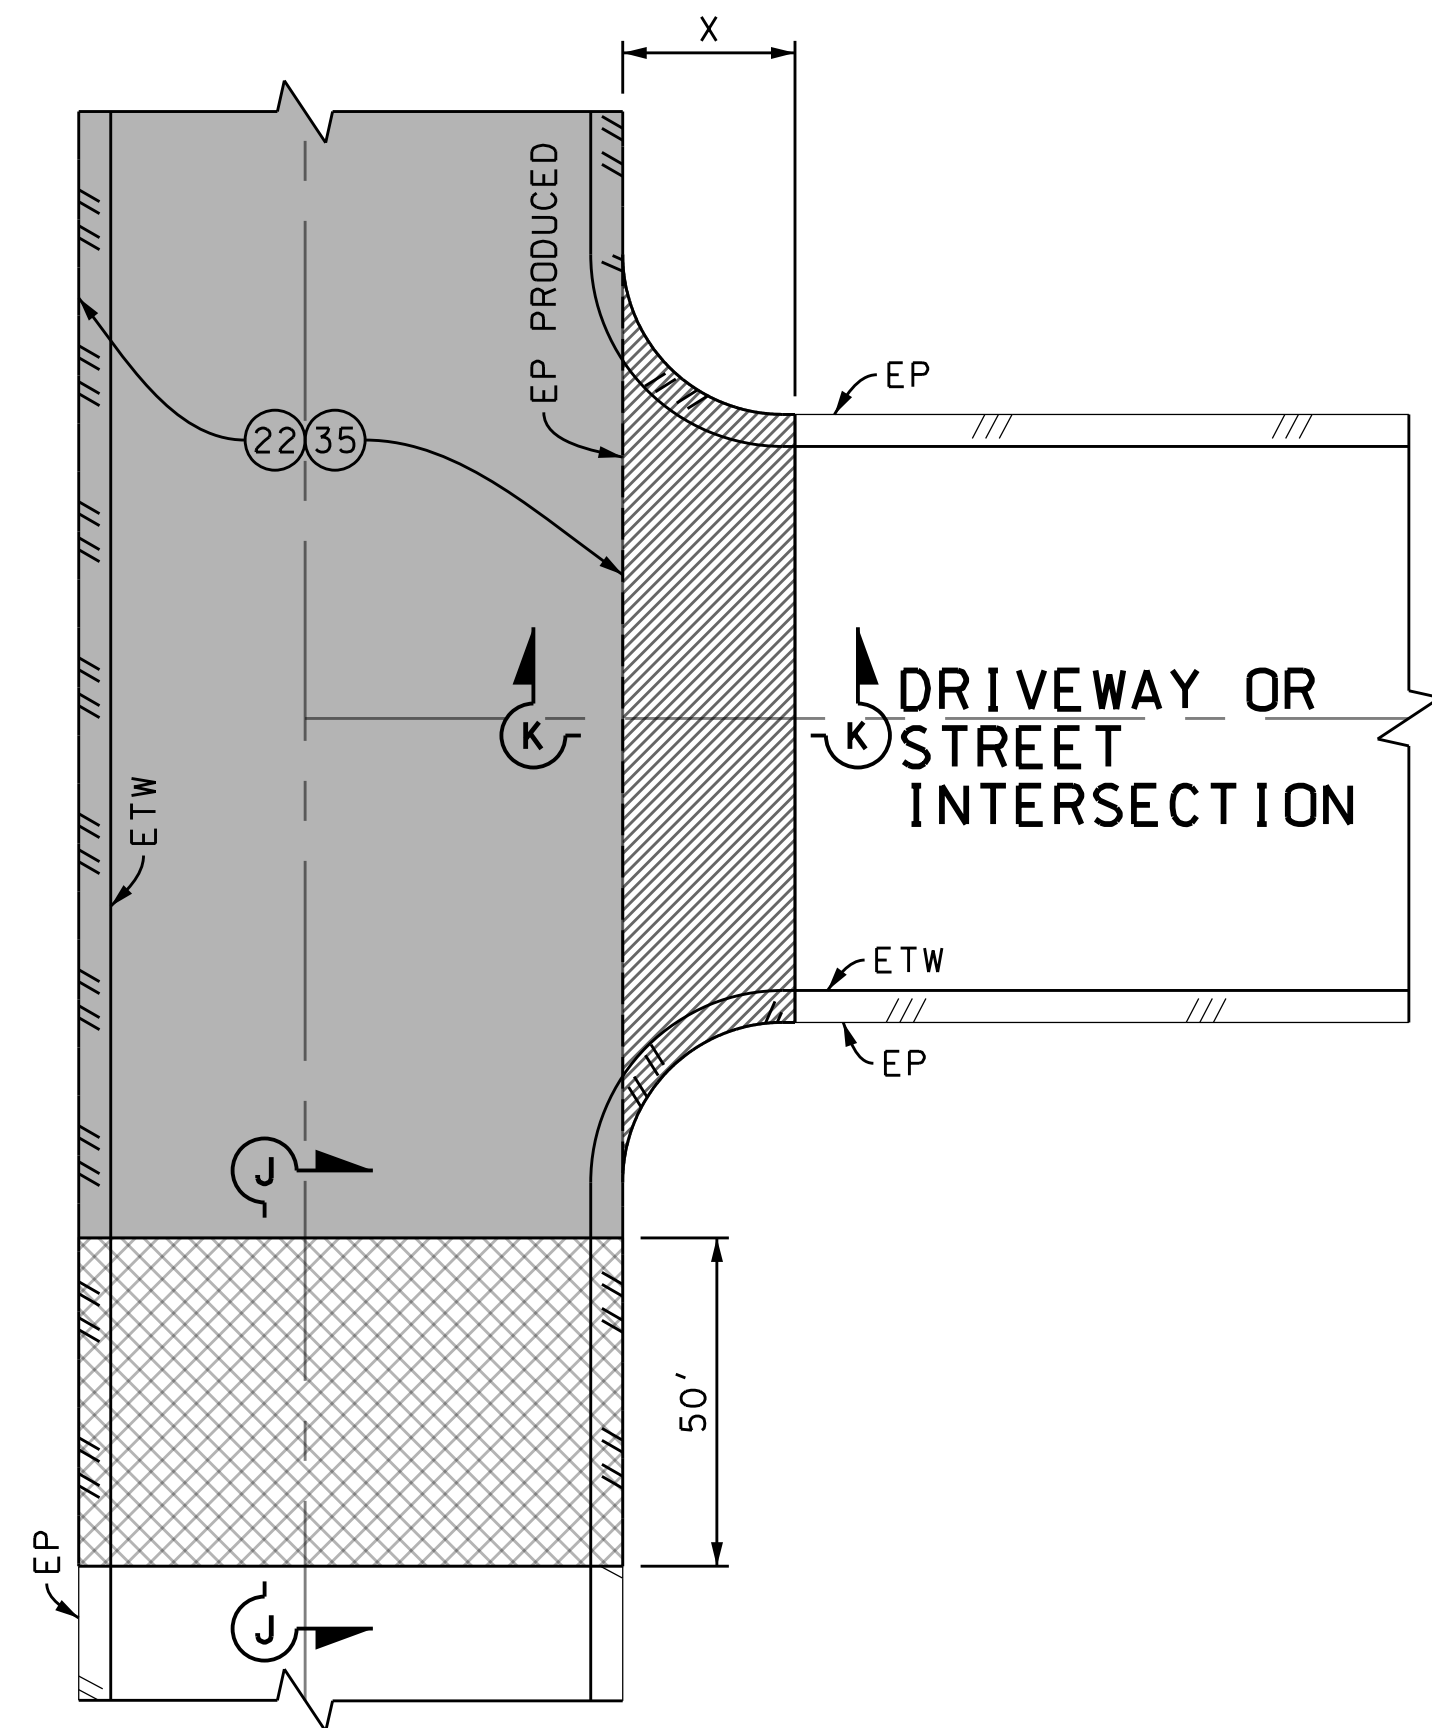 X
EP PRODUCED
EP
22 35
K
K
DRIVEWAY OR
STREET
INTERSECTION
ETW
ETW
EP
J
50'
EP
J